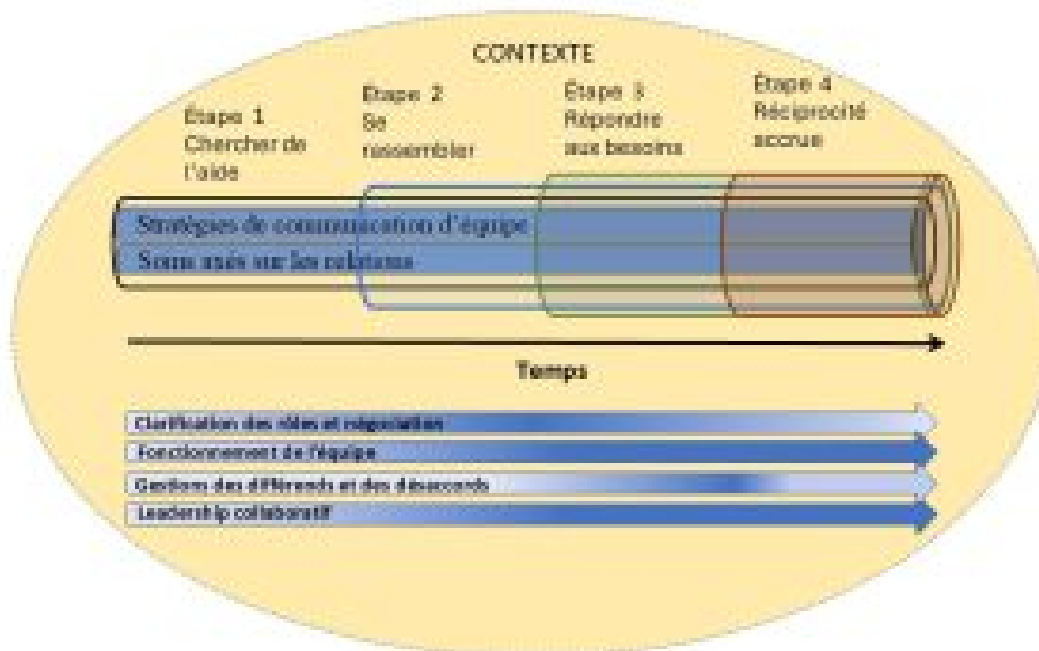 CONTEXTE
Étape 1
Chercher de
l'aide
Étape 2
Se
rassembler
Étape 3
Répondre
aux besoins
Étape 4
Réciprocité
accrue
Stratégies de communication d'équipe
Soins axés sur les relations
Temps
Clarification des rôles et négociation
Fonctionnement de l'équipe
Gestions des différends et des désaccords
Leadership collaboratif